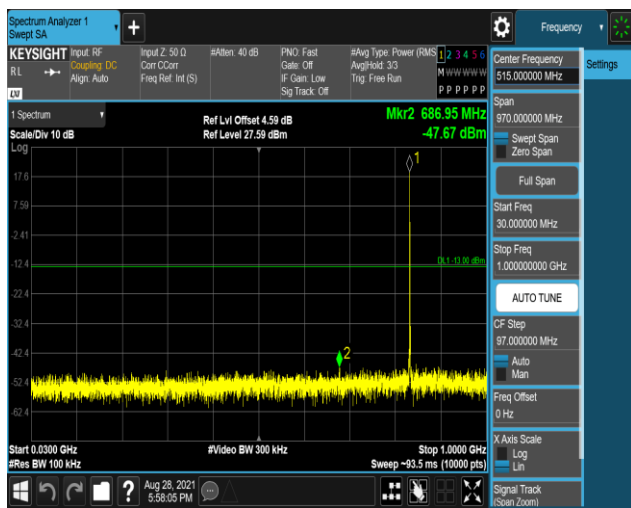 Spectrum Analyzer 1
Swept SA
+
Frequency
KEYSIGHT
RL
LXI
Input: RF
Coupling: DC
Align: Auto
Input Z: 50 Ω
Corr CCorr
Freq Ref: Int (S)
#Atten: 40 dB
PNO: Fast
Gate: Off
IF Gain: Low
Sig Track: Off
#Avg Type: Power (RMS
Avg|Hold: 3/3
Trig: Free Run
1 2 3 4 5 6
M W W W W W
P P P P P P
Center Frequency
515.000000 MHz
Settings
Span
970.000000 MHz
Swept Span
Zero Span
Full Span
Start Freq
30.000000 MHz
Stop Freq
1.000000000 GHz
AUTO TUNE
CF Step
97.000000 MHz
Auto
Man
Freq Offset
0 Hz
X Axis Scale
Log
Lin
Signal Track
(Span Zoom)
1 Spectrum
Scale/Div 10 dB
Log
Ref Lvl Offset 4.59 dB
Ref Level 27.59 dBm
Mkr2 686.95 MHz
-47.67 dBm
1
17.6
7.59
-2.41
-12.4
DL1 -13.00 dBm
-22.4
-32.4
-42.4
2
-52.4
-62.4
Start 0.0300 GHz
#Res BW 100 kHz
#Video BW 300 kHz
Stop 1.0000 GHz
Sweep ~93.5 ms (10000 pts)
?
Aug 28, 2021
5:58:05 PM